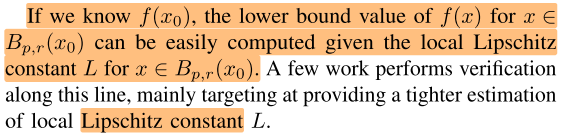 If we know $f(x_0)$, the lower bound value of $f(x)$ for $x \in$
$B_{p,r}(x_0)$ can be easily computed given the local Lipschitz
constant $L$ for $x \in B_{p,r}(x_0)$. A few work performs verification
along this line, mainly targeting at providing a tighter estimation
of local Lipschitz constant $L$.